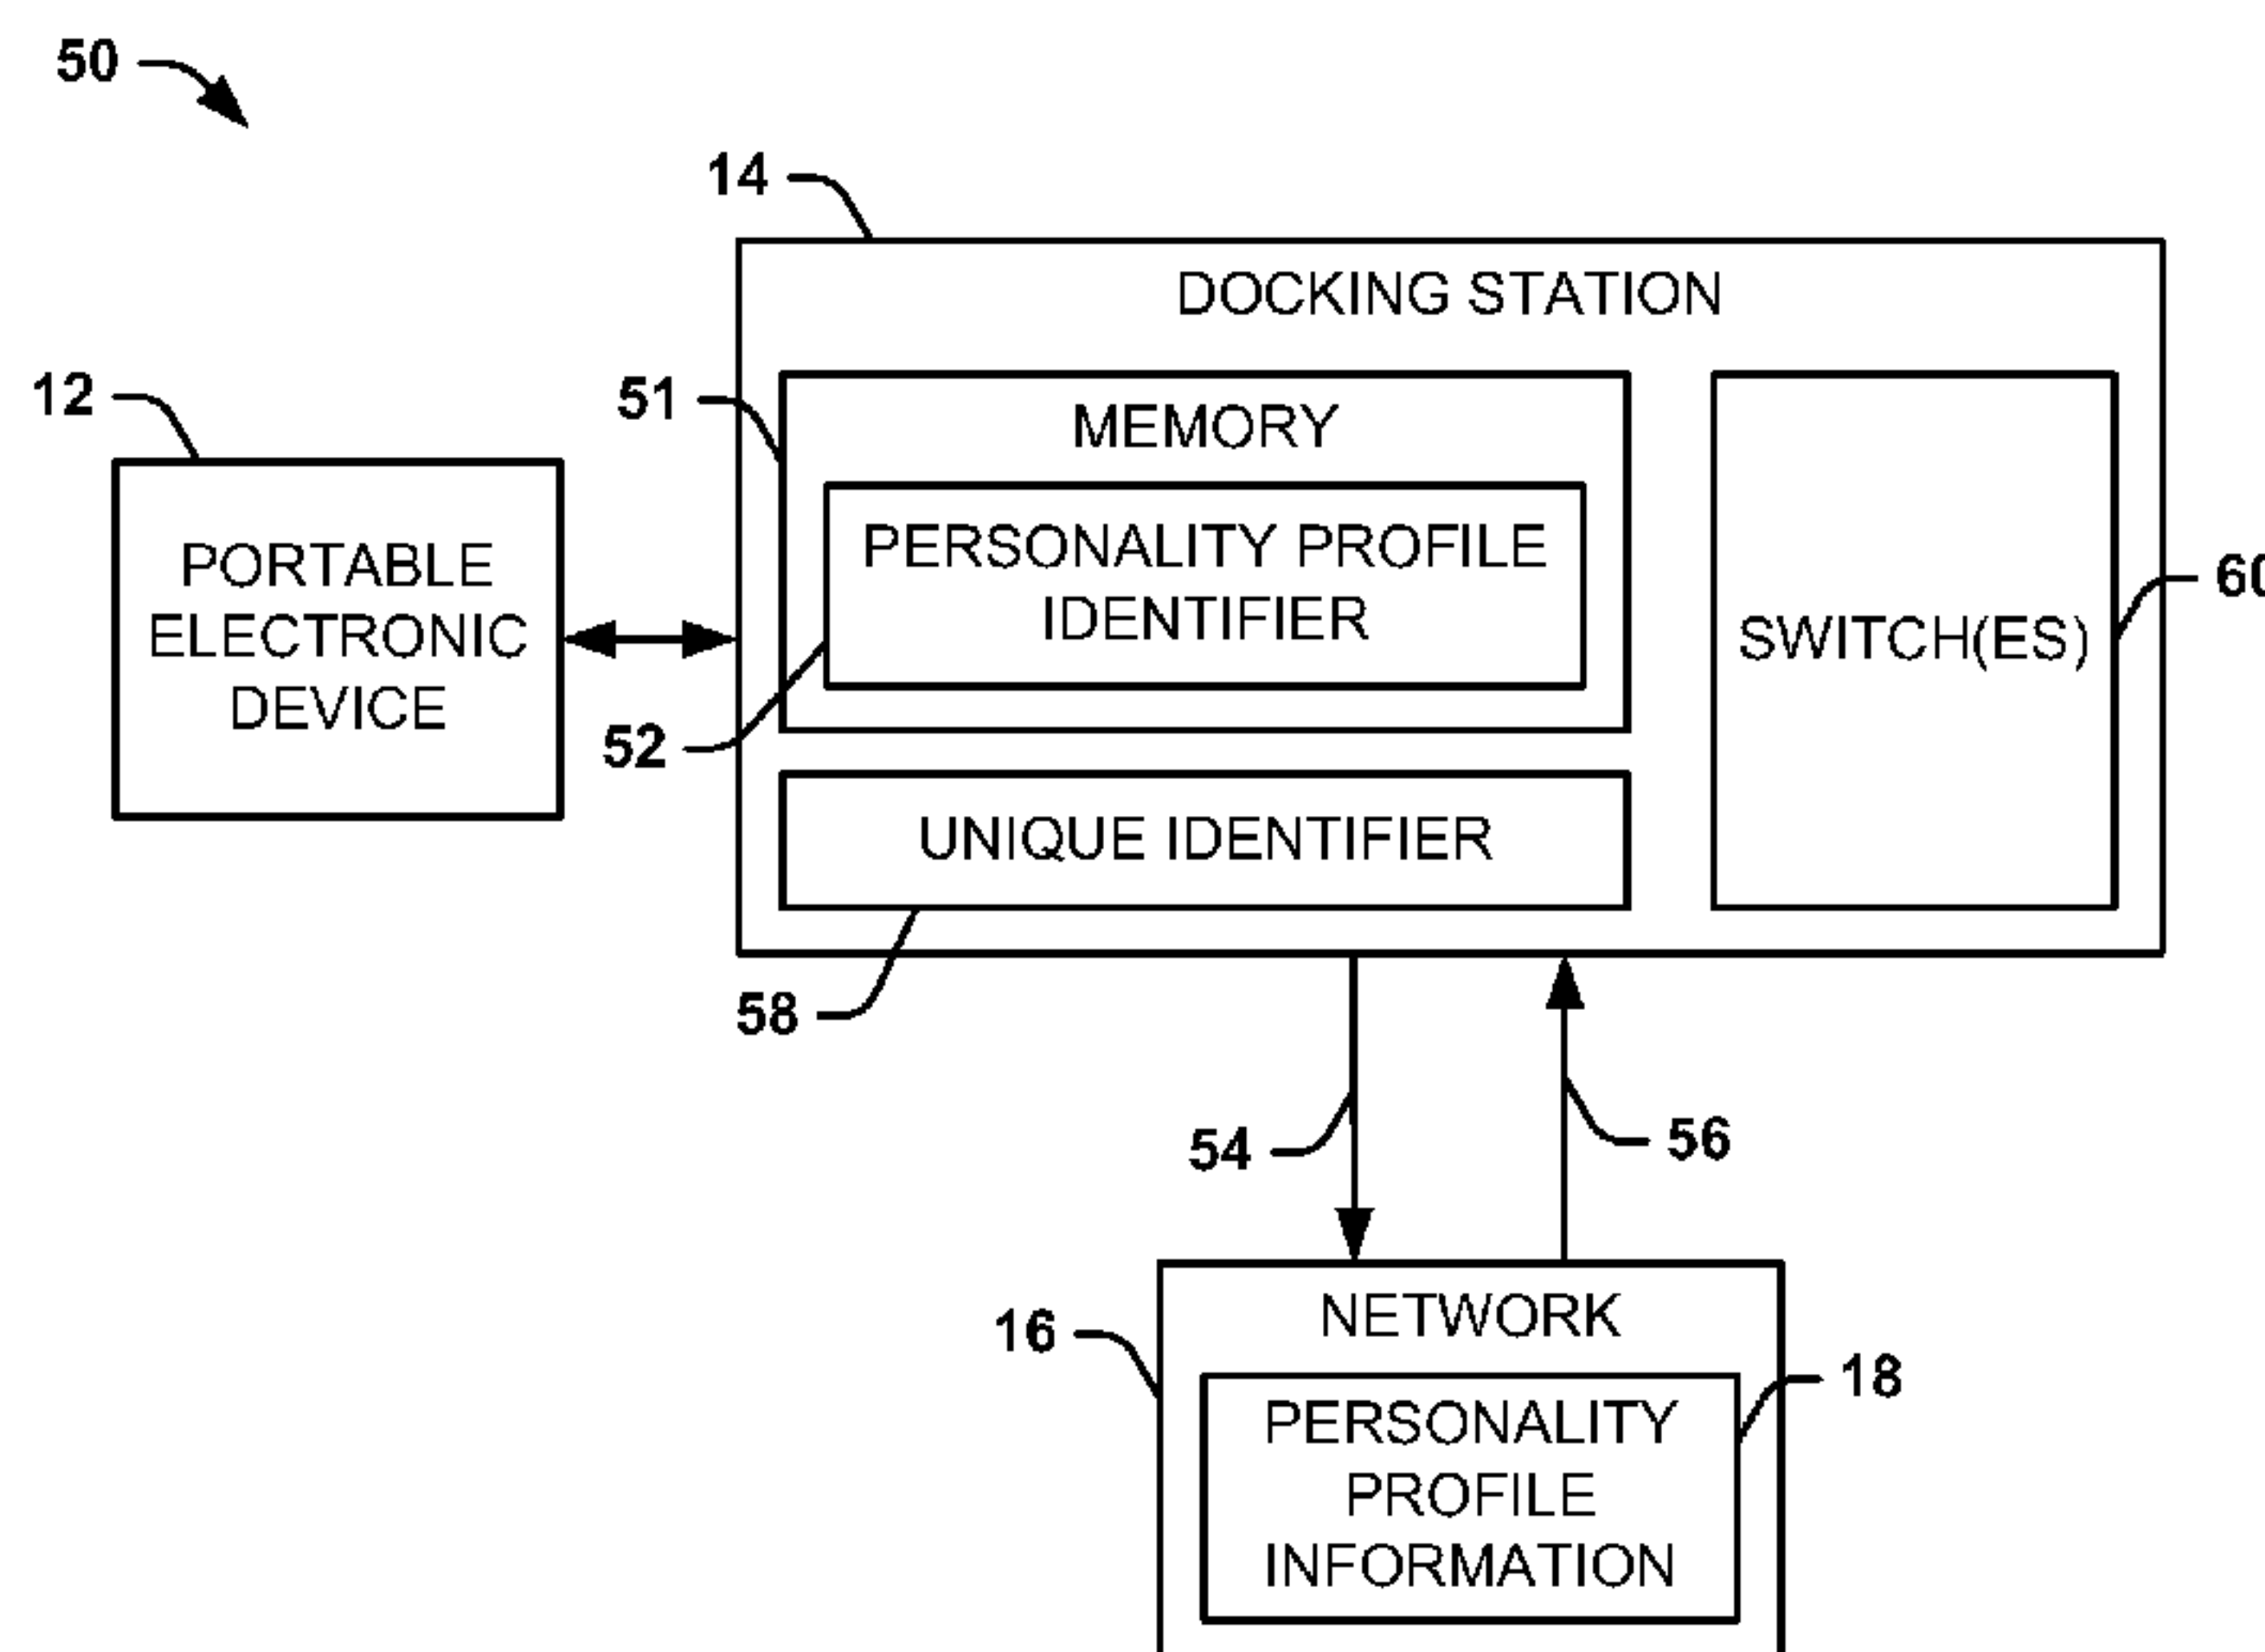 50
14
DOCKING STATION
12
51
MEMORY
PERSONALITY PROFILE
IDENTIFIER
PORTABLE
ELECTRONIC
DEVICE
52
SWITCH(ES)
60
UNIQUE IDENTIFIER
58
54
56
16
NETWORK
18
PERSONALITY
PROFILE
INFORMATION